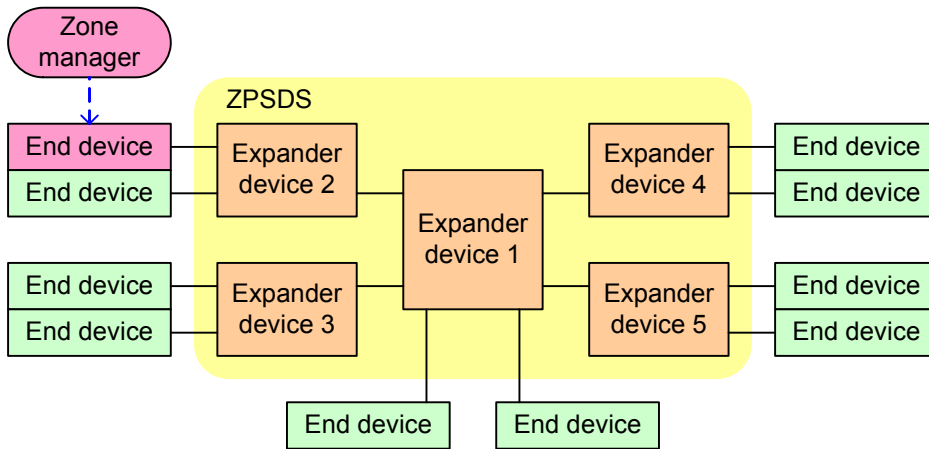 Zone
manager
ZPSDS
End device
End device
Expander
device 2
Expander
device 4
End device
End device
Expander
device 1
End device
End device
Expander
device 3
Expander
device 5
End device
End device
End device
End device